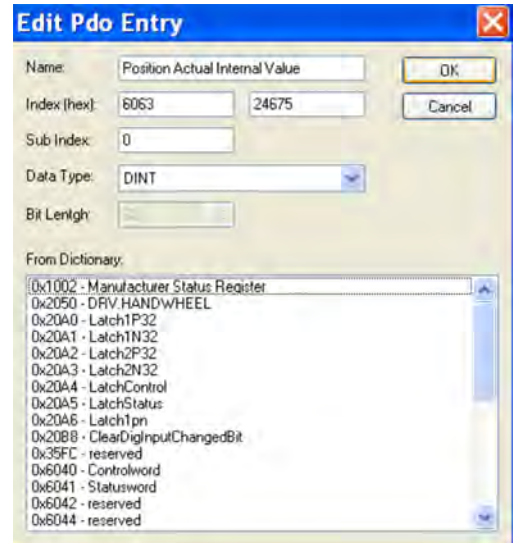 Edit Pdo Entry
Name: Position Actual Internal Value OK
Index (hex): 6063 24675 Cancel
Sub Index: 0
Data Type: DINT
Bit Lentgh:
From Dictionary:
0x1002 - Manufacturer Status Register
0x2050 - DRV.HANDWHEEL
0x20A0 - Latch1P32
0x20A1 - Latch1N32
0x20A2 - Latch2P32
0x20A3 - Latch2N32
0x20A4 - LatchControl
0x20A5 - LatchStatus
0x20A6 - Latch1pn
0x20B8 - ClearDigInputChangedBit
0x35FC - reserved
0x6040 - Controlword
0x6041 - Statusword
0x6042 - reserved
0x6044 - reserved